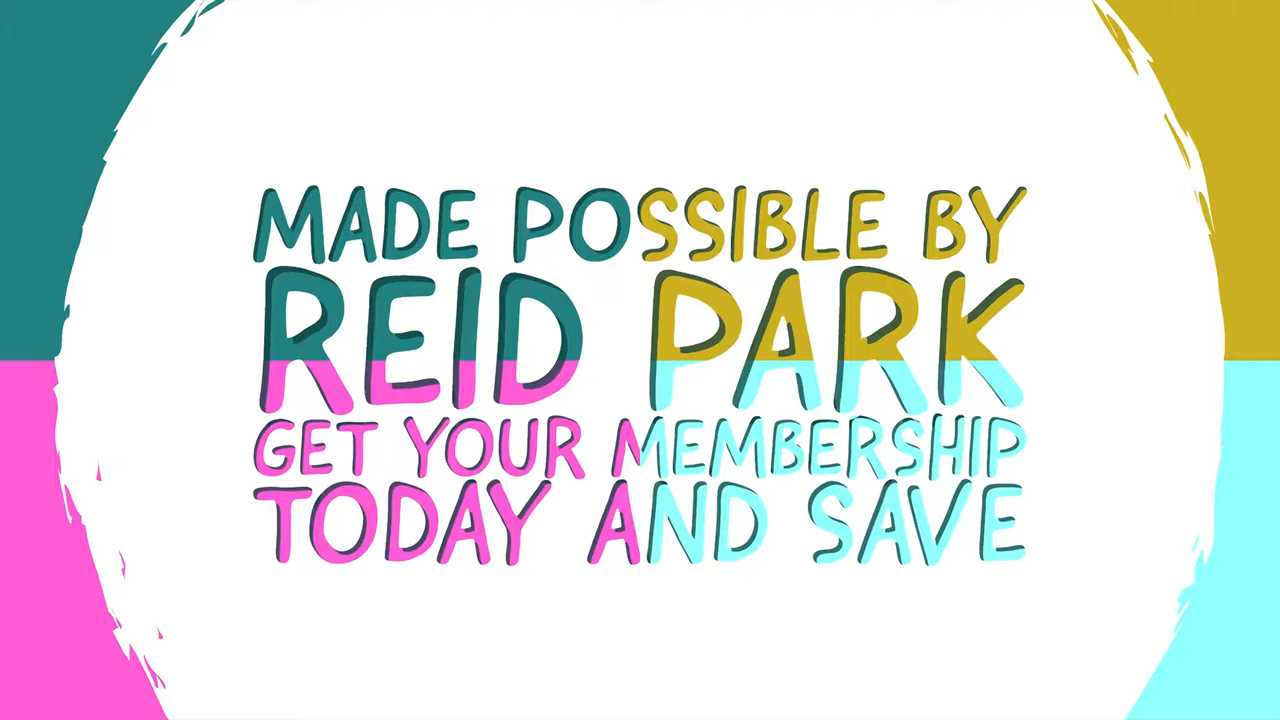 MADE POSSIBLE BY
REID PARK
GET YOUR MEMBERSHIP
TODAY AND SAVE